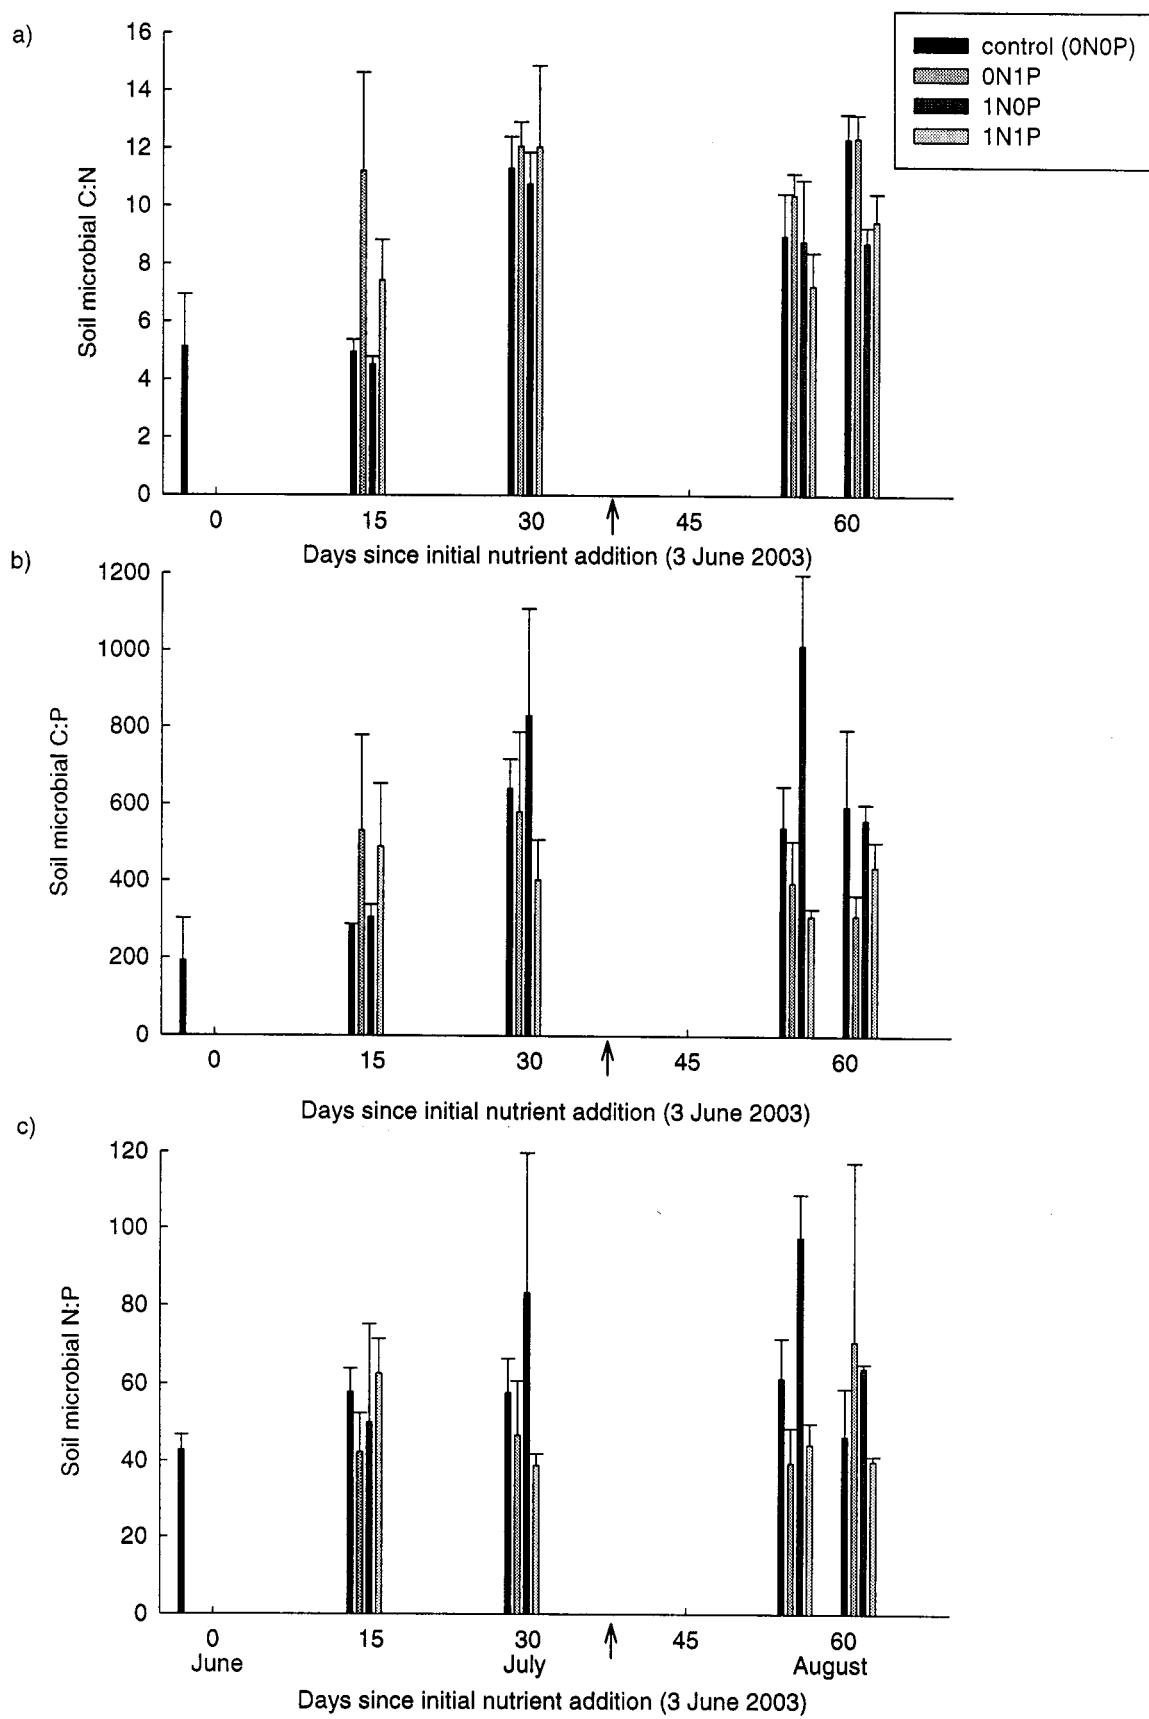 a)
16
14
12
10
8
6
4
2
0
Soil microbial C:N
control (0N0P)
0N1P
1N0P
1N1P
0 15 30 45 60
Days since initial nutrient addition (3 June 2003)
b)
1200
1000
800
600
400
200
0
Soil microbial C:P
0 15 30 45 60
Days since initial nutrient addition (3 June 2003)
c)
120
100
80
60
40
20
0
Soil microbial N:P
0 15 30 45 60
June July August
Days since initial nutrient addition (3 June 2003)